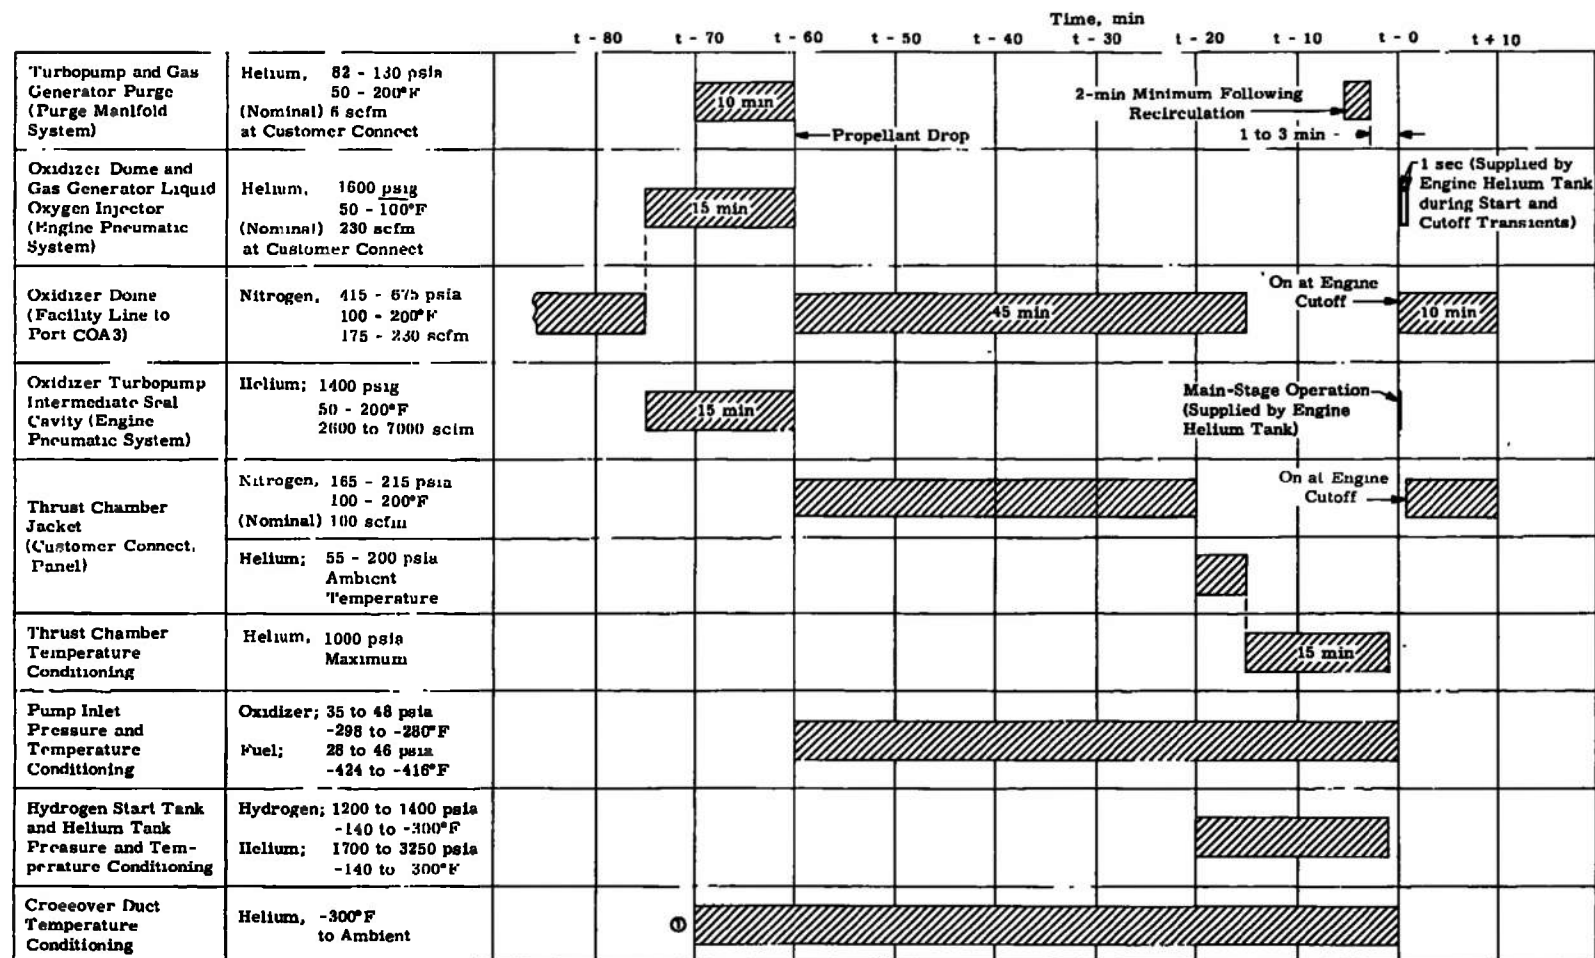 Time, min
t - 80 t - 70 t - 60 t - 50 t - 40 t - 30 t - 20 t - 10 t - 0 t + 10
Turbopump and Gas
Generator Purge
(Purge Manifold
System)
Helium, 82 - 130 psia
50 - 200°F
(Nominal) 6 scfm
at Customer Connect
10 min
Propellant Drop
2-min Minimum Following
Recirculation
1 to 3 min
Oxidizer Dome and
Gas Generator Liquid
Oxygen Injector
(Engine Pneumatic
System)
Helium, 1600 psig
50 - 100°F
(Nominal) 230 scfm
at Customer Connect
15 min
1 sec (Supplied by
Engine Helium Tank
during Start and
Cutoff Transients)
Oxidizer Dome
(Facility Line to
Port COA3)
Nitrogen, 415 - 675 psia
100 - 200°F
175 - 230 scfm
45 min
On at Engine
Cutoff
10 min
Oxidizer Turbopump
Intermediate Seal
Cavity (Engine
Pneumatic System)
Helium; 1400 psig
50 - 200°F
2600 to 7000 scim
15 min
Main-Stage Operation
(Supplied by Engine
Helium Tank)
Thrust Chamber
Jacket
(Customer Connect,
Panel)
Nitrogen, 165 - 215 psia
100 - 200°F
(Nominal) 100 scfm
On at Engine
Cutoff
Helium; 55 - 200 psia
Ambient
Temperature
Thrust Chamber
Temperature
Conditioning
Helium, 1000 psia
Maximum
15 min
Pump Inlet
Pressure and
Temperature
Conditioning
Oxidizer; 35 to 48 psia
-298 to -280°F
Fuel; 28 to 46 psia
-424 to -416°F
Hydrogen Start Tank
and Helium Tank
Pressure and Tem-
perature Conditioning
Hydrogen; 1200 to 1400 psia
-140 to -300°F
Helium; 1700 to 3250 psia
-140 to 300°F
Crossover Duct
Temperature
Conditioning
Helium, -300°F
to Ambient
①